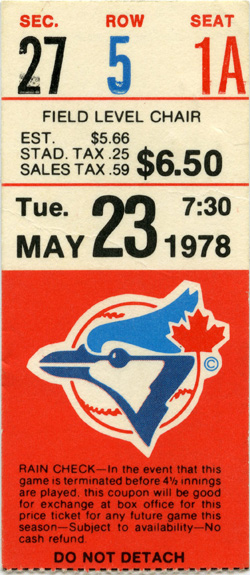 SEC. ROW SEAT
27 5 1A
FIELD LEVEL CHAIR
EST. $5.66
STAD. TAX .25 $6.50
SALES TAX .59
Tue. 7:30
MAY 23 1978
©
RAIN CHECK—In the event that this
game is terminated before 4½ innings
are played, this coupon will be good
for exchange at box office for this
price ticket for any future game this
season—Subject to availability—No
cash refund.
DO NOT DETACH